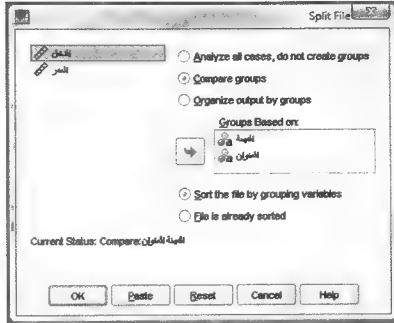 Split File
الدخل
العمر
Analyze all cases, do not create groups
Compare groups
Organize output by groups
Groups Based on:
المهنة
العنوان
Sort the file by grouping variables
File is already sorted
Current Status: Compare:المهنة العنوان
OK
Paste
Reset
Cancel
Help